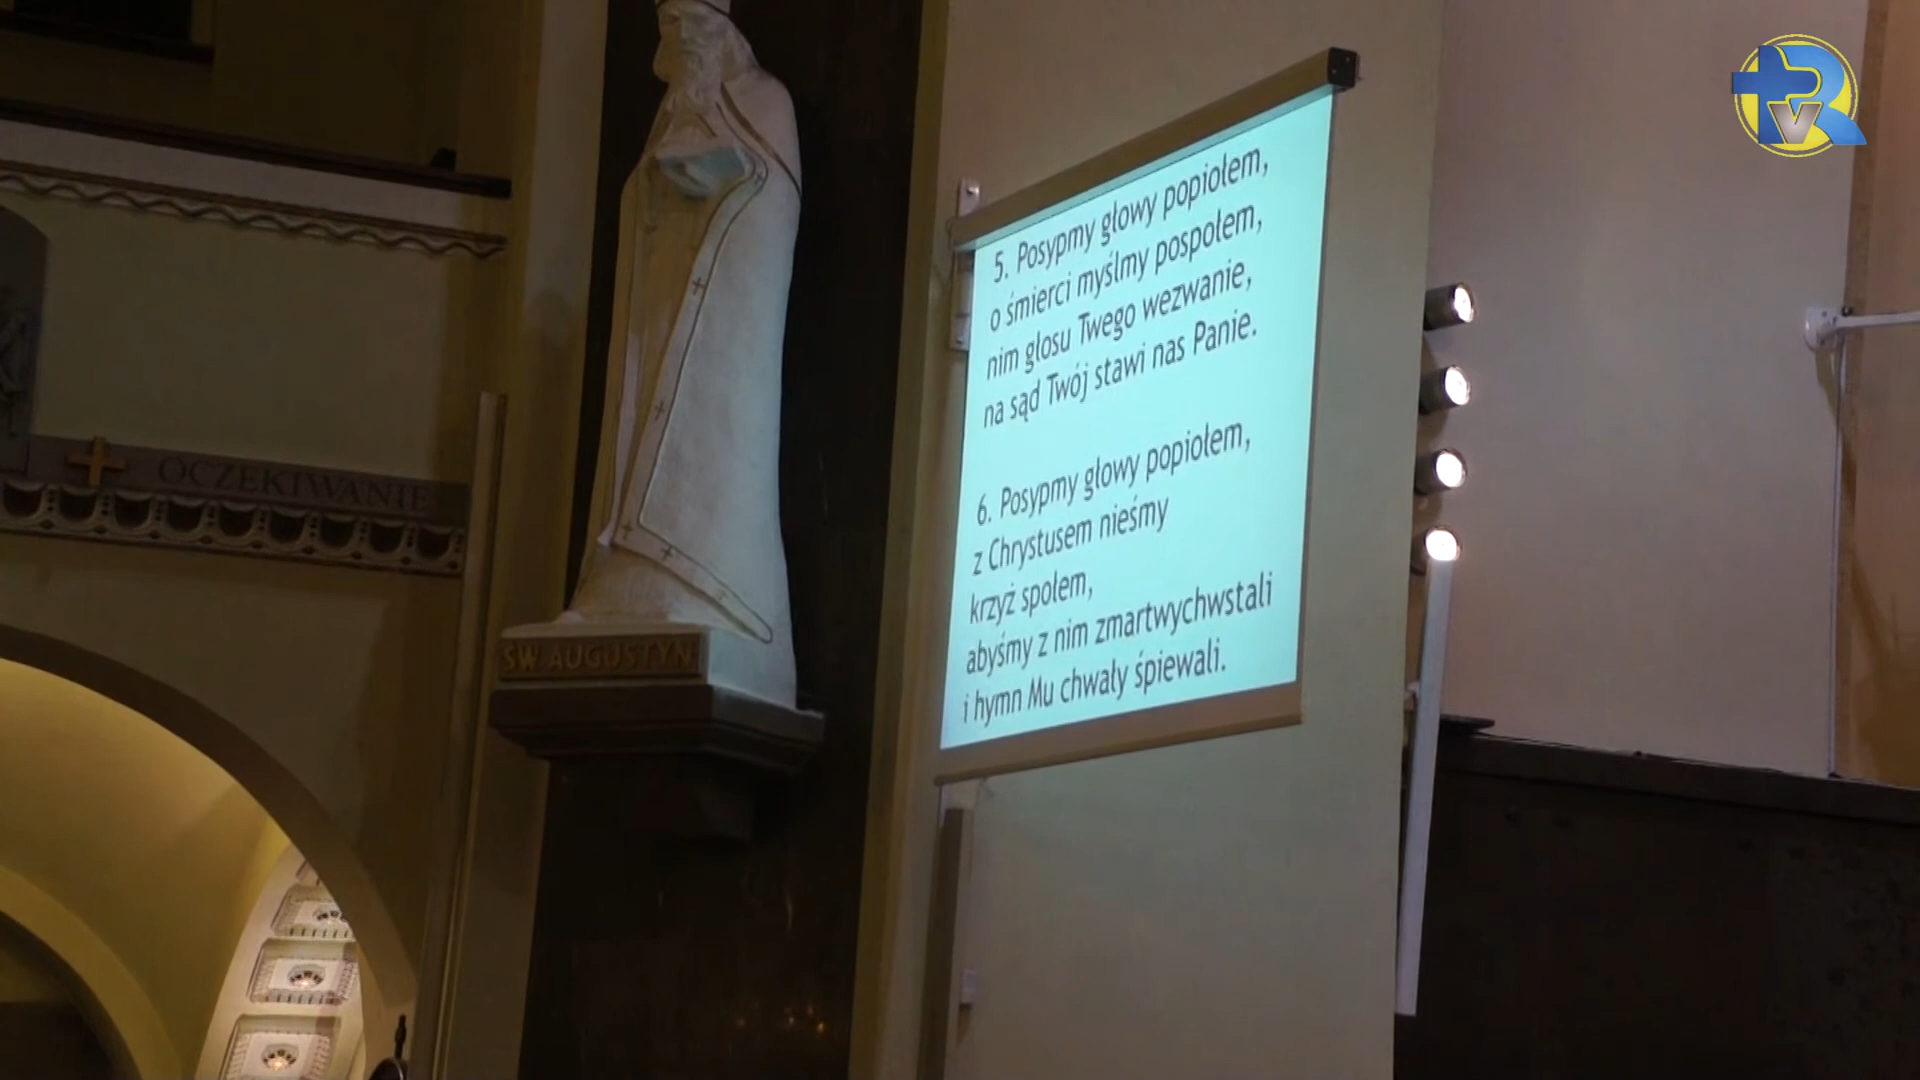 5. Posypmy głowy popiołem,
o śmierci myślmy pospołem,
nim głosu Twego wezwanie,
na sąd Twój stawi nas Panie.
6. Posypmy głowy popiołem,
z Chrystusem nieśmy
krzyż społem,
abyśmy z nim zmartwychwstali
i hymn Mu chwały śpiewali.
OCZEKIWANIE
ŚW. AUGUSTYN